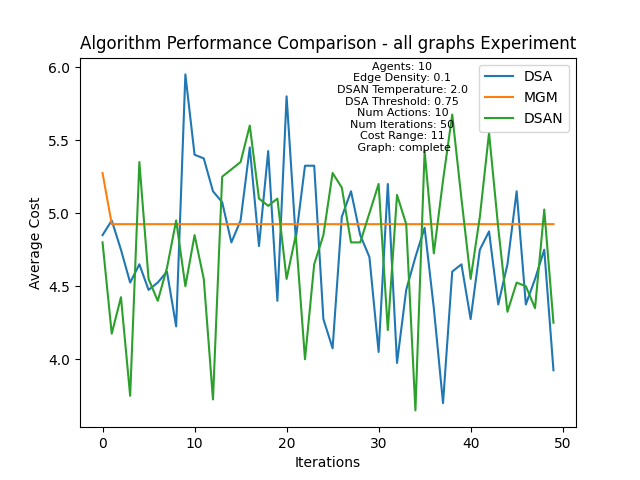 Algorithm Performance Comparison - all graphs Experiment
Agents: 10
Edge Density: 0.1
DSAN Temperature: 2.0
DSA Threshold: 0.75
Num Actions: 10
Num Iterations: 50
Cost Range: 11
Graph: complete
DSA
MGM
DSAN
6.0
5.5
5.0
4.5
4.0
Average Cost
0 10 20 30 40 50
Iterations